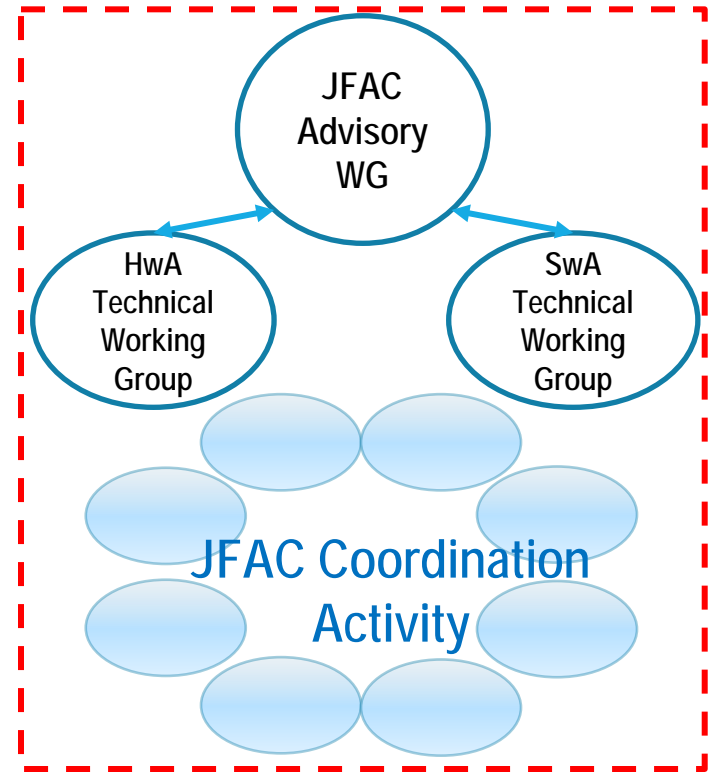 JFAC
Advisory
WG
HwA
Technical
Working
Group
SwA
Technical
Working
Group
JFAC Coordination
Activity